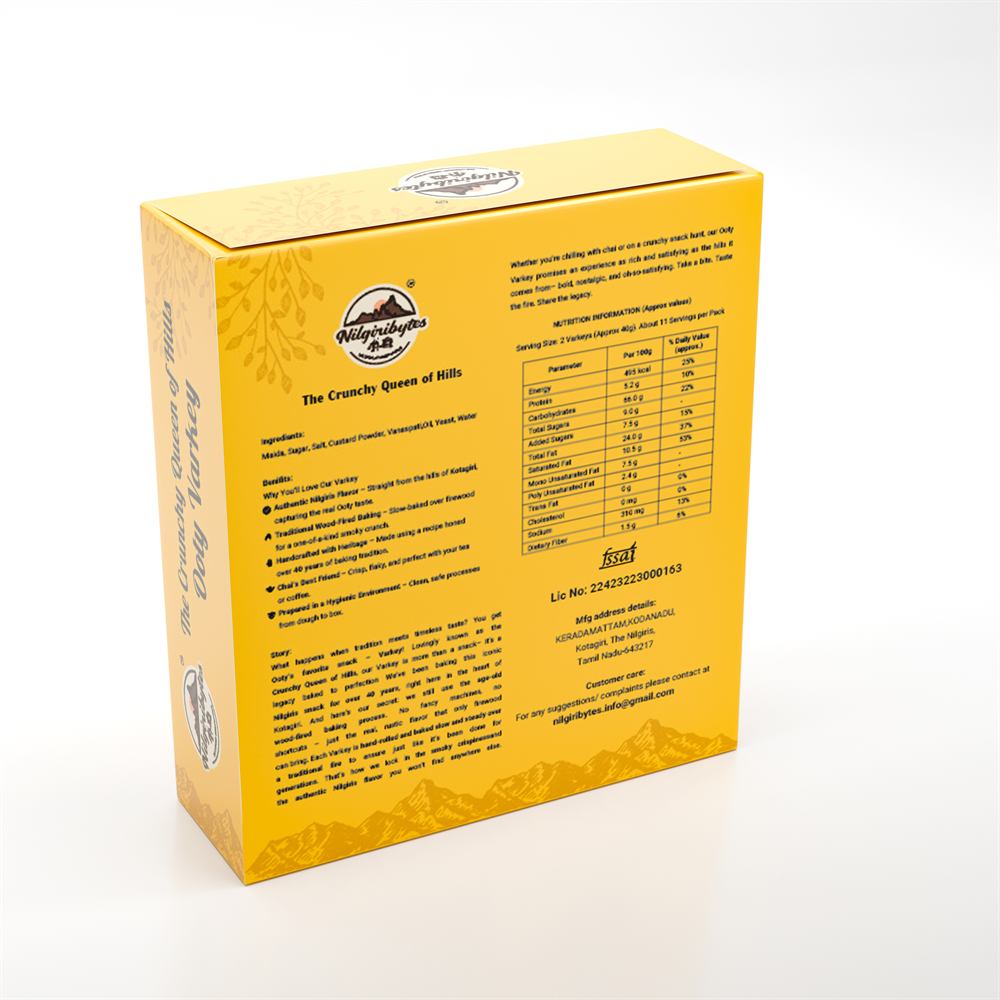 Nilgiribytes
The Crunchy Queen of Hills
Ooty Varkey
Nilgiribytes
Nilgiribytes
The Crunchy Queen of Hills
Ingredients:
Maida, Sugar, Salt, Custard Powder, Vanaspati,Oil, Yeast, Water
Benifits:
Why You'll Love Our Varkey
Authentic Nilgiris Flavor – Straight from the hills of Kotagiri,
capturing the real Ooty taste.
Traditional Wood-Fired Baking – Slow-baked over firewood
for a one-of-a-kind smoky crunch.
Handcrafted with Heritage – Made using a recipe honed
over 40 years of baking tradition.
Chai's Best Friend – Crisp, flaky, and perfect with your tea
or coffee.
Prepared in a Hygienic Environment – Clean, safe processes
from dough to box.
Story:
What happens when tradition meets timeless taste? You get
Ooty's favorite snack – Varkey! Lovingly known as the
Crunchy Queen of Hills, our Varkey is more than a snack– it's a
legacy baked to perfection We've been baking this iconic
Nilgiris smack for over 40 years, right here in the heart of
Kotagiri. And here's our secret: we still use the age-old
wood-fired baking process. No fancy machines, no
shortcuts – just the real, rustic flavor that only firewood
can bring. Each Varkey is hand-rolled and baked slow and steady over
a traditional fire to ensure just like it's been done for
generations. That's how we lock in the smoky crispinessand
the authentic Nilgiris flavor you won't find anywhere else.
Whether you're chilling with chai or on a crunchy snack hunt, our Ooty
Varkey promises an experience as rich and satisfying as the hills it
comes from– bold, nostalgic, and oh-so-satisfying. Take a bite. Taste
the fire. Share the legacy.
NUTRITION INFORMATION (Approx values)
Serving Size: 2 Varkeys (Approx 40g). About 11 Servings per Pack
Parameter Per 100g % Daily Value (approx.)
Energy 495 kcal 25%
Protein 5.2 g 10%
Carbohydrates 66.0 g 22%
Total Sugars 9.0 g -
Added Sugars 7.5 g 15%
Total Fat 24.0 g 37%
Saturated Fat 10.5 g 53%
Mono Unsaturated Fat 7.5 g -
Poly Unsaturated Fat 2.4 g -
Trans Fat 0 g 0%
Cholesterol 0 mg 0%
Sodium 310 mg 13%
Dietary Fiber 1.5 g 6%
fssai
Lic No: 22423223000163
Mfg address details:
KERADAMATTAM,KODANADU,
Kotagiri, The Nilgiris,
Tamil Nadu-643217
Customer care:
For any suggestions/ complaints please contact at
nilgiribytes.info@gmail.com